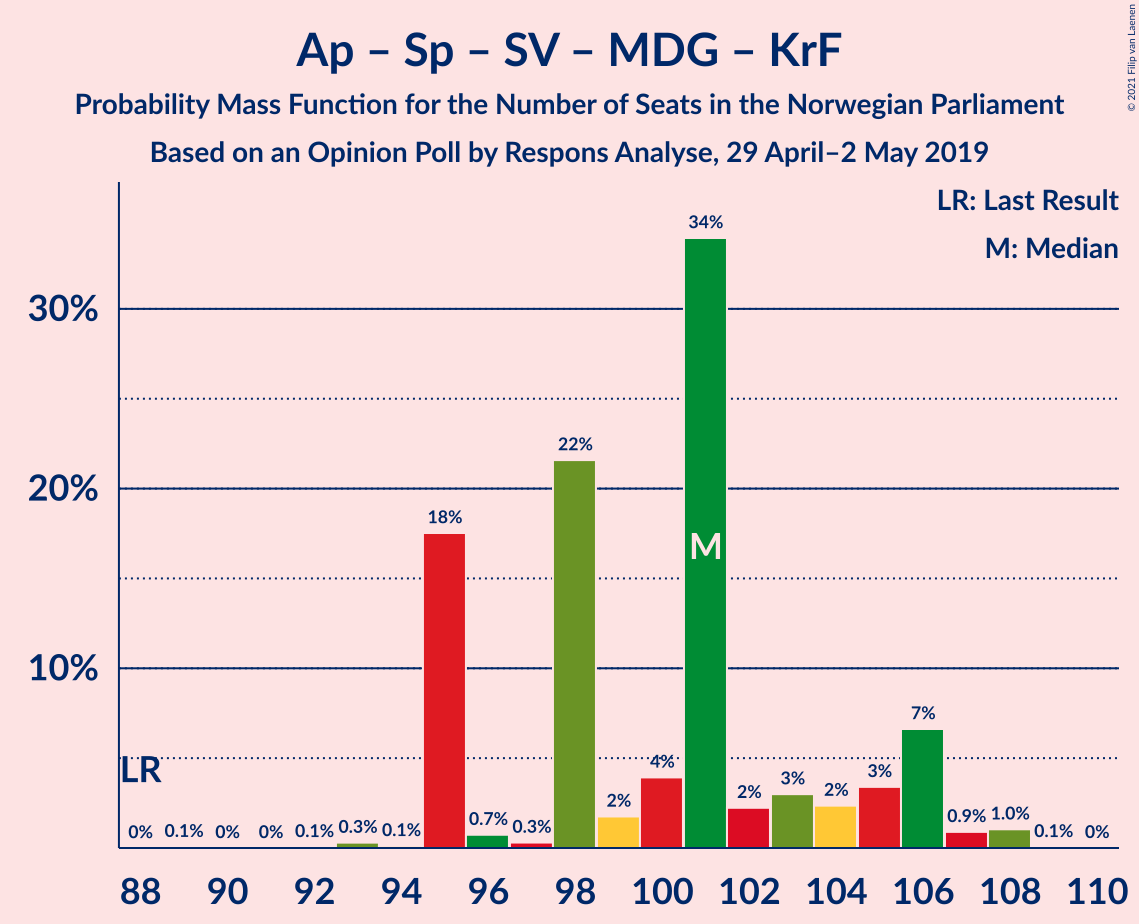 Ap – Sp – SV – MDG – KrF
Probability Mass Function for the Number of Seats in the Norwegian Parliament
Based on an Opinion Poll by Respons Analyse, 29 April–2 May 2019
© 2021 Filip van Laenen
LR: Last Result
M: Median
34%
30%
22%
20%
18%
M
10%
7%
LR
4%
3%
3%
2%
2%
2%
0%
0.1%
0%
0%
0.1%
0.3%
0.1%
0.7%
0.3%
0.9%
1.0%
0.1%
0%
88 90 92 94 96 98 100 102 104 106 108 110